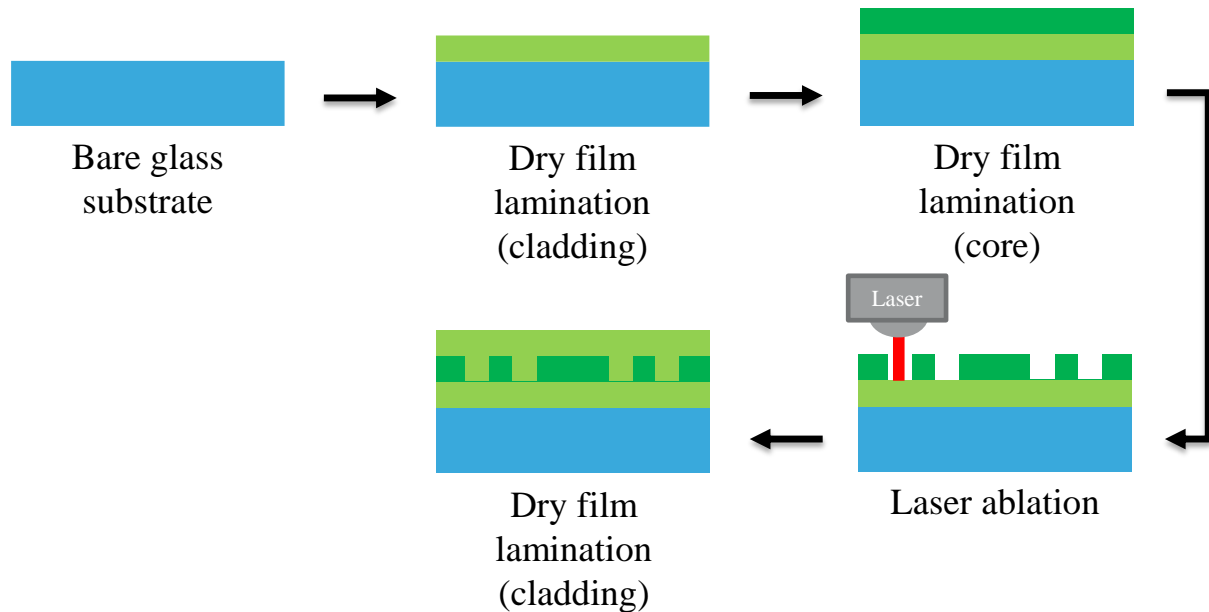 Bare glass
substrate
Dry film
lamination
(cladding)
Dry film
lamination
(core)
Laser
Laser ablation
Dry film
lamination
(cladding)